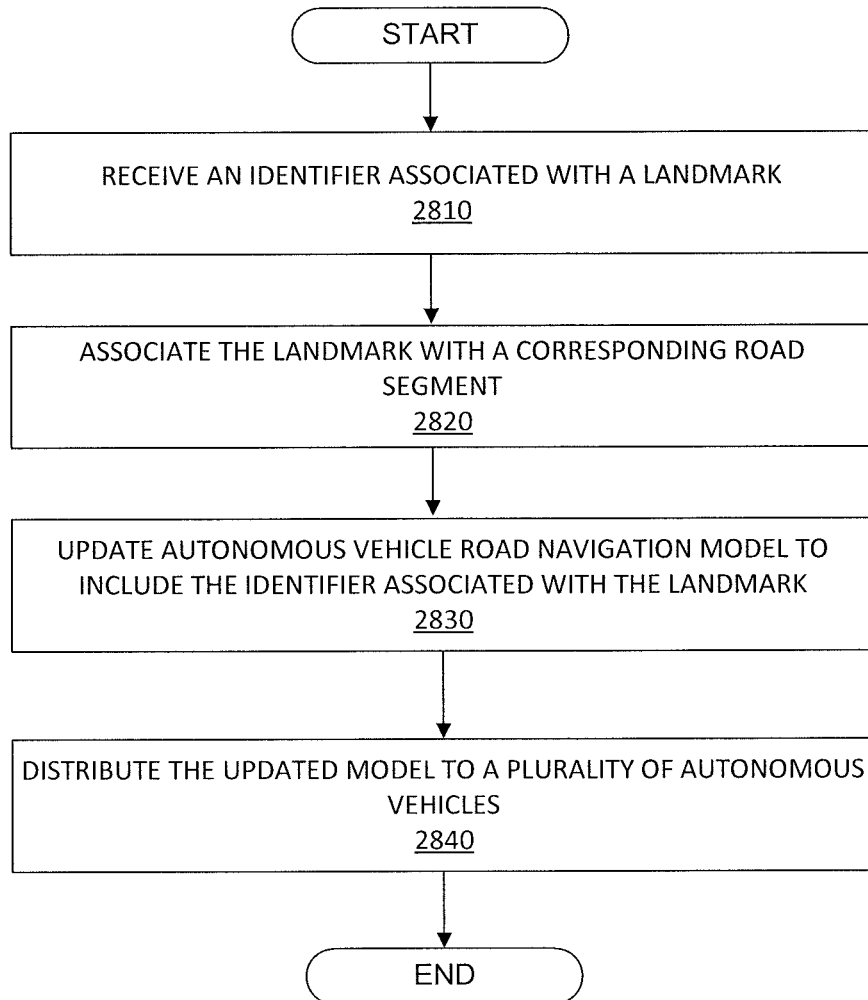 START
RECEIVE AN IDENTIFIER ASSOCIATED WITH A LANDMARK
2810
ASSOCIATE THE LANDMARK WITH A CORRESPONDING ROAD
SEGMENT
2820
UPDATE AUTONOMOUS VEHICLE ROAD NAVIGATION MODEL TO
INCLUDE THE IDENTIFIER ASSOCIATED WITH THE LANDMARK
2830
DISTRIBUTE THE UPDATED MODEL TO A PLURALITY OF AUTONOMOUS
VEHICLES
2840
END